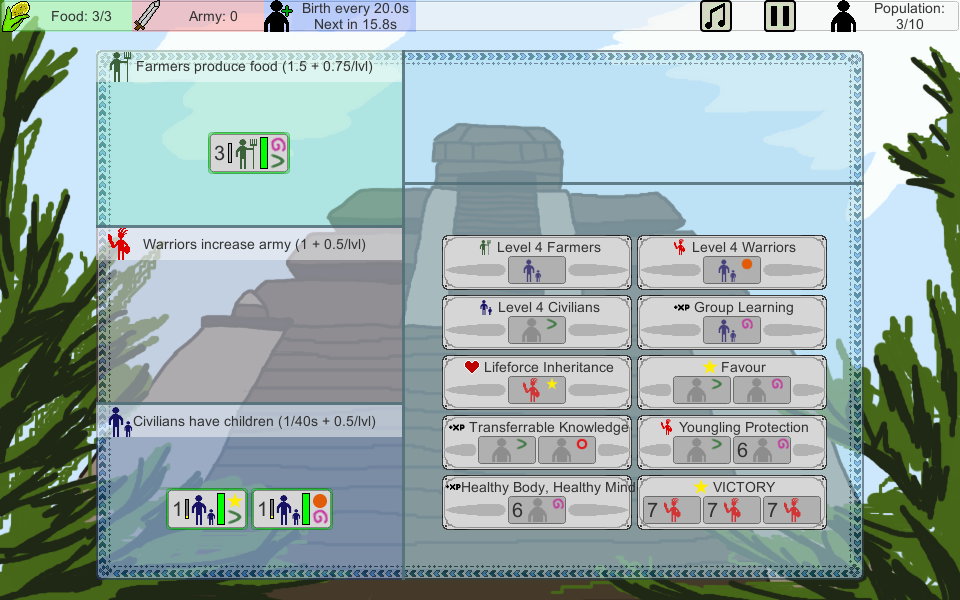 Food: 3/3
Army: 0
Birth every 20.0s
Next in 15.8s
Population:
3/10
Farmers produce food (1.5 + 0.75/lvl)
3
Warriors increase army (1 + 0.5/lvl)
Civilians have children (1/40s + 0.5/lvl)
1
1
Level 4 Farmers
Level 4 Warriors
Level 4 Civilians
+XP Group Learning
Lifeforce Inheritance
Favour
+XP Transferrable Knowledge
Youngling Protection
6
+XP Healthy Body, Healthy Mind
6
VICTORY
7
7
7